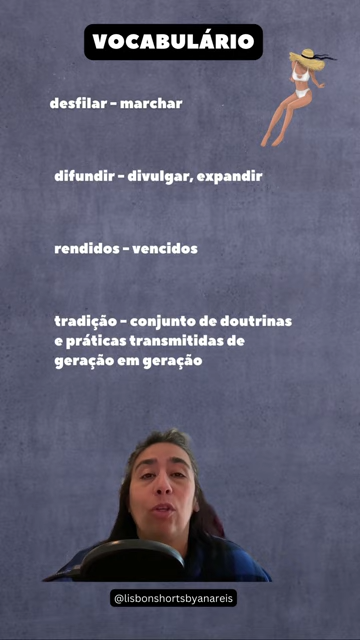 VOCABULÁRIO
desfilar - marchar
difundir - divulgar, expandir
rendidos - vencidos
tradição - conjunto de doutrinas
e práticas transmitidas de
geração em geração
@lisbonshortsbyanareis